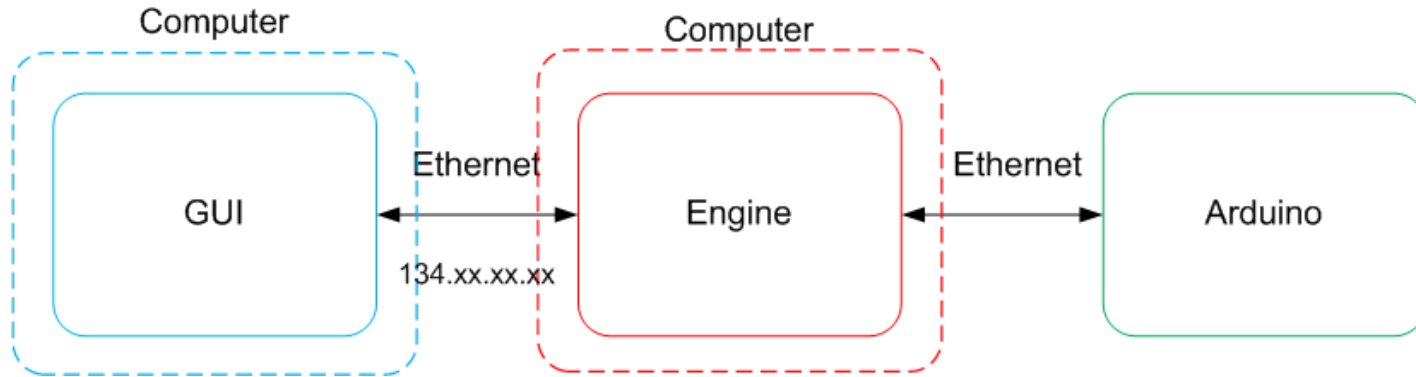 Computer
Computer
Ethernet
Ethernet
GUI
Engine
Arduino
134.xx.xx.xx